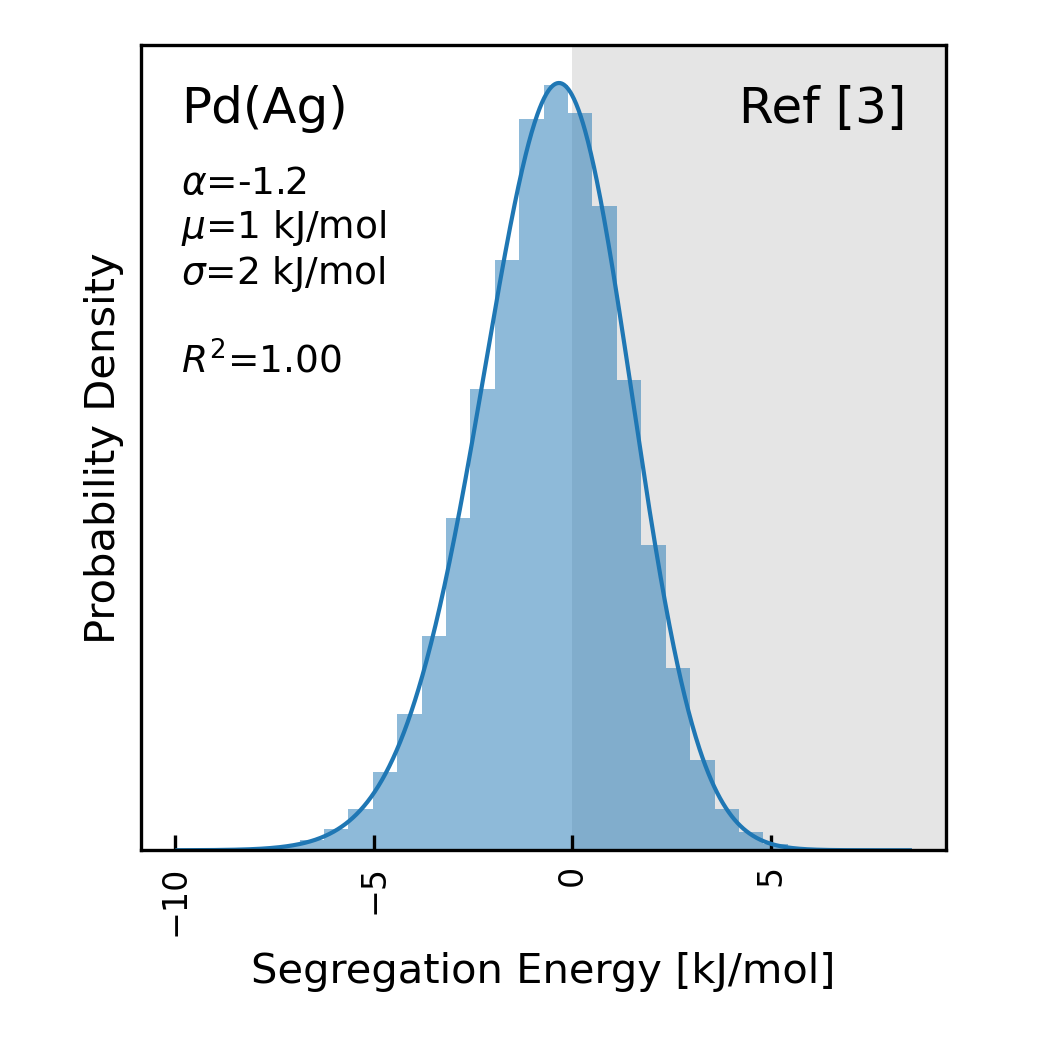 Pd(Ag)
Ref [3]
α=-1.2
μ=1 kJ/mol
σ=2 kJ/mol
R²=1.00
Probability Density
−10
−5
0
5
Segregation Energy [kJ/mol]